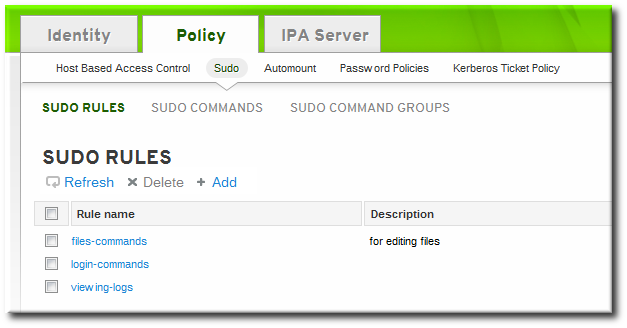 Identity Policy IPA Server
Host Based Access Control Sudo Automount Password Policies Kerberos Ticket Policy
SUDO RULES SUDO COMMANDS SUDO COMMAND GROUPS
SUDO RULES
Refresh Delete Add
Rule name Description
files-commands for editing files
login-commands
viewing-logs